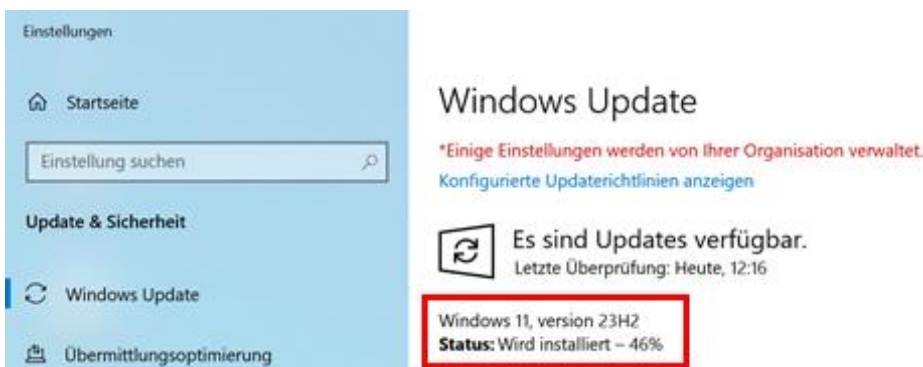 Einstellungen
Startseite
Einstellung suchen
Update & Sicherheit
Windows Update
Übermittlungsoptimierung
Windows Update
*Einige Einstellungen werden von Ihrer Organisation verwaltet.
Konfigurierte Updaterichtlinien anzeigen
Es sind Updates verfügbar.
Letzte Überprüfung: Heute, 12:16
Windows 11, version 23H2
Status: Wird installiert – 46%